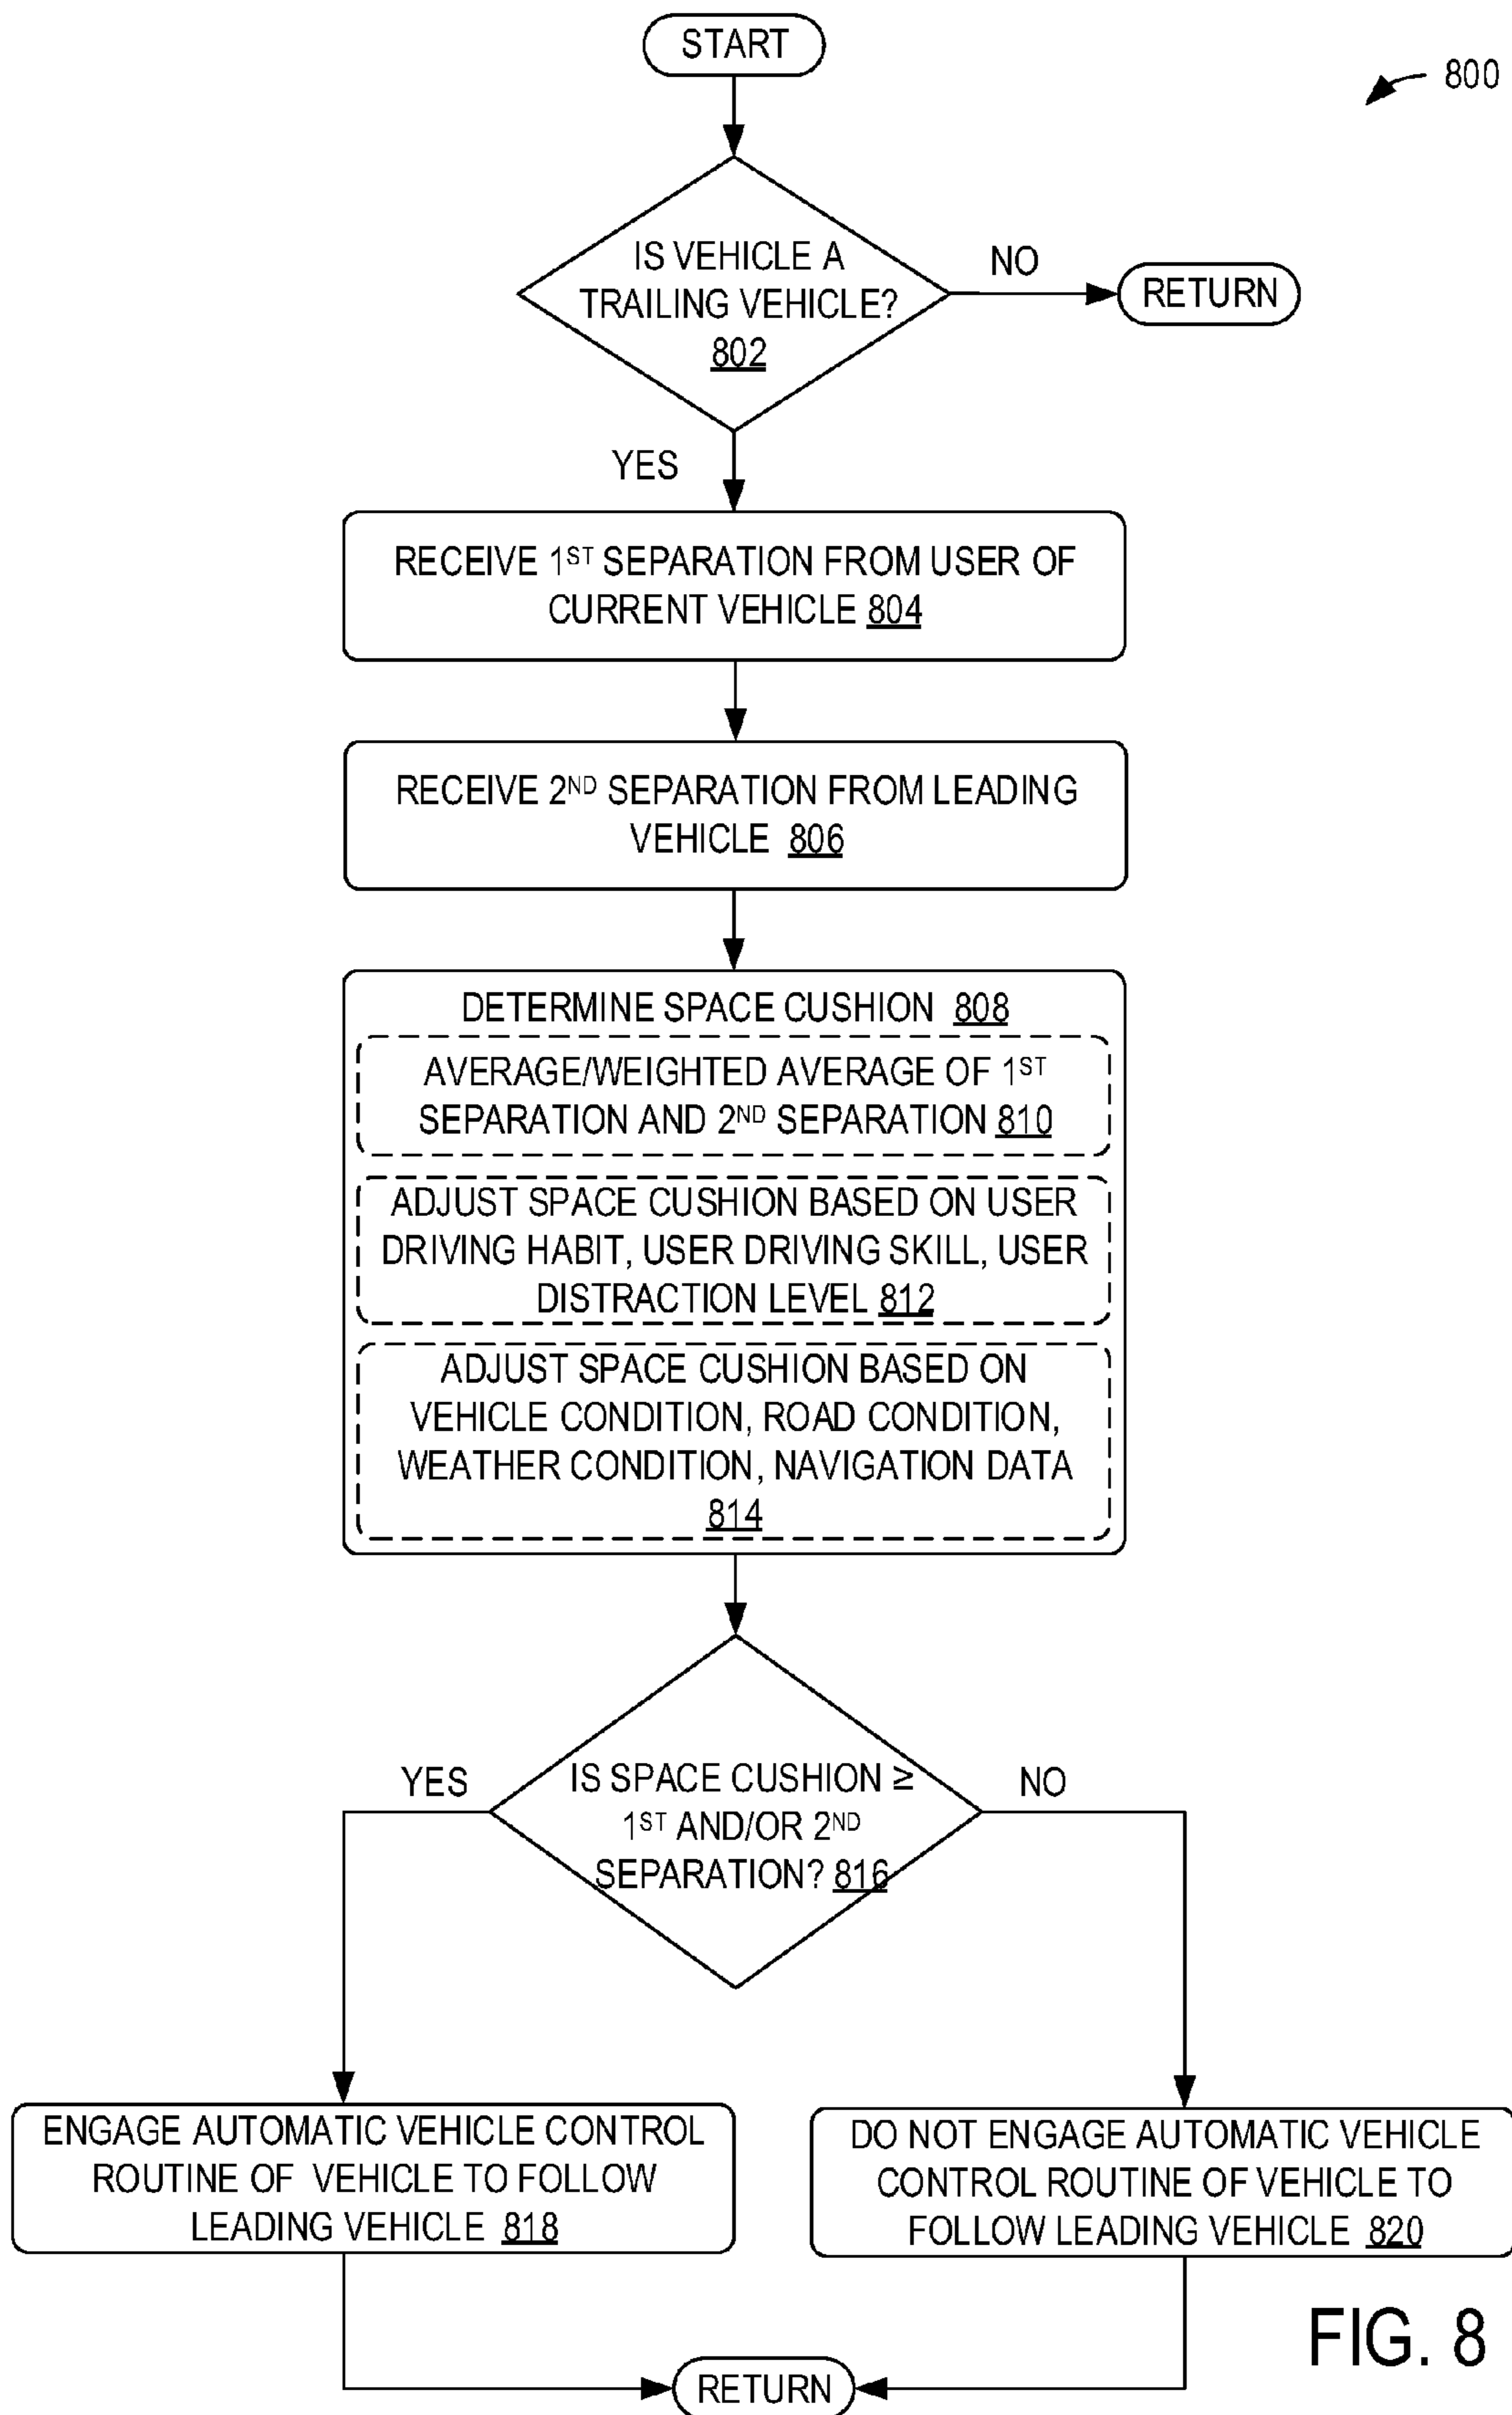 START
800
IS VEHICLE A
TRAILING VEHICLE?
802
NO
RETURN
YES
RECEIVE 1ST SEPARATION FROM USER OF
CURRENT VEHICLE 804
RECEIVE 2ND SEPARATION FROM LEADING
VEHICLE 806
DETERMINE SPACE CUSHION 808
AVERAGE/WEIGHTED AVERAGE OF 1ST
SEPARATION AND 2ND SEPARATION 810
ADJUST SPACE CUSHION BASED ON USER
DRIVING HABIT, USER DRIVING SKILL, USER
DISTRACTION LEVEL 812
ADJUST SPACE CUSHION BASED ON
VEHICLE CONDITION, ROAD CONDITION,
WEATHER CONDITION, NAVIGATION DATA
814
YES
IS SPACE CUSHION ≥
1ST AND/OR 2ND
SEPARATION? 816
NO
ENGAGE AUTOMATIC VEHICLE CONTROL
ROUTINE OF VEHICLE TO FOLLOW
LEADING VEHICLE 818
DO NOT ENGAGE AUTOMATIC VEHICLE
CONTROL ROUTINE OF VEHICLE TO
FOLLOW LEADING VEHICLE 820
RETURN
FIG. 8